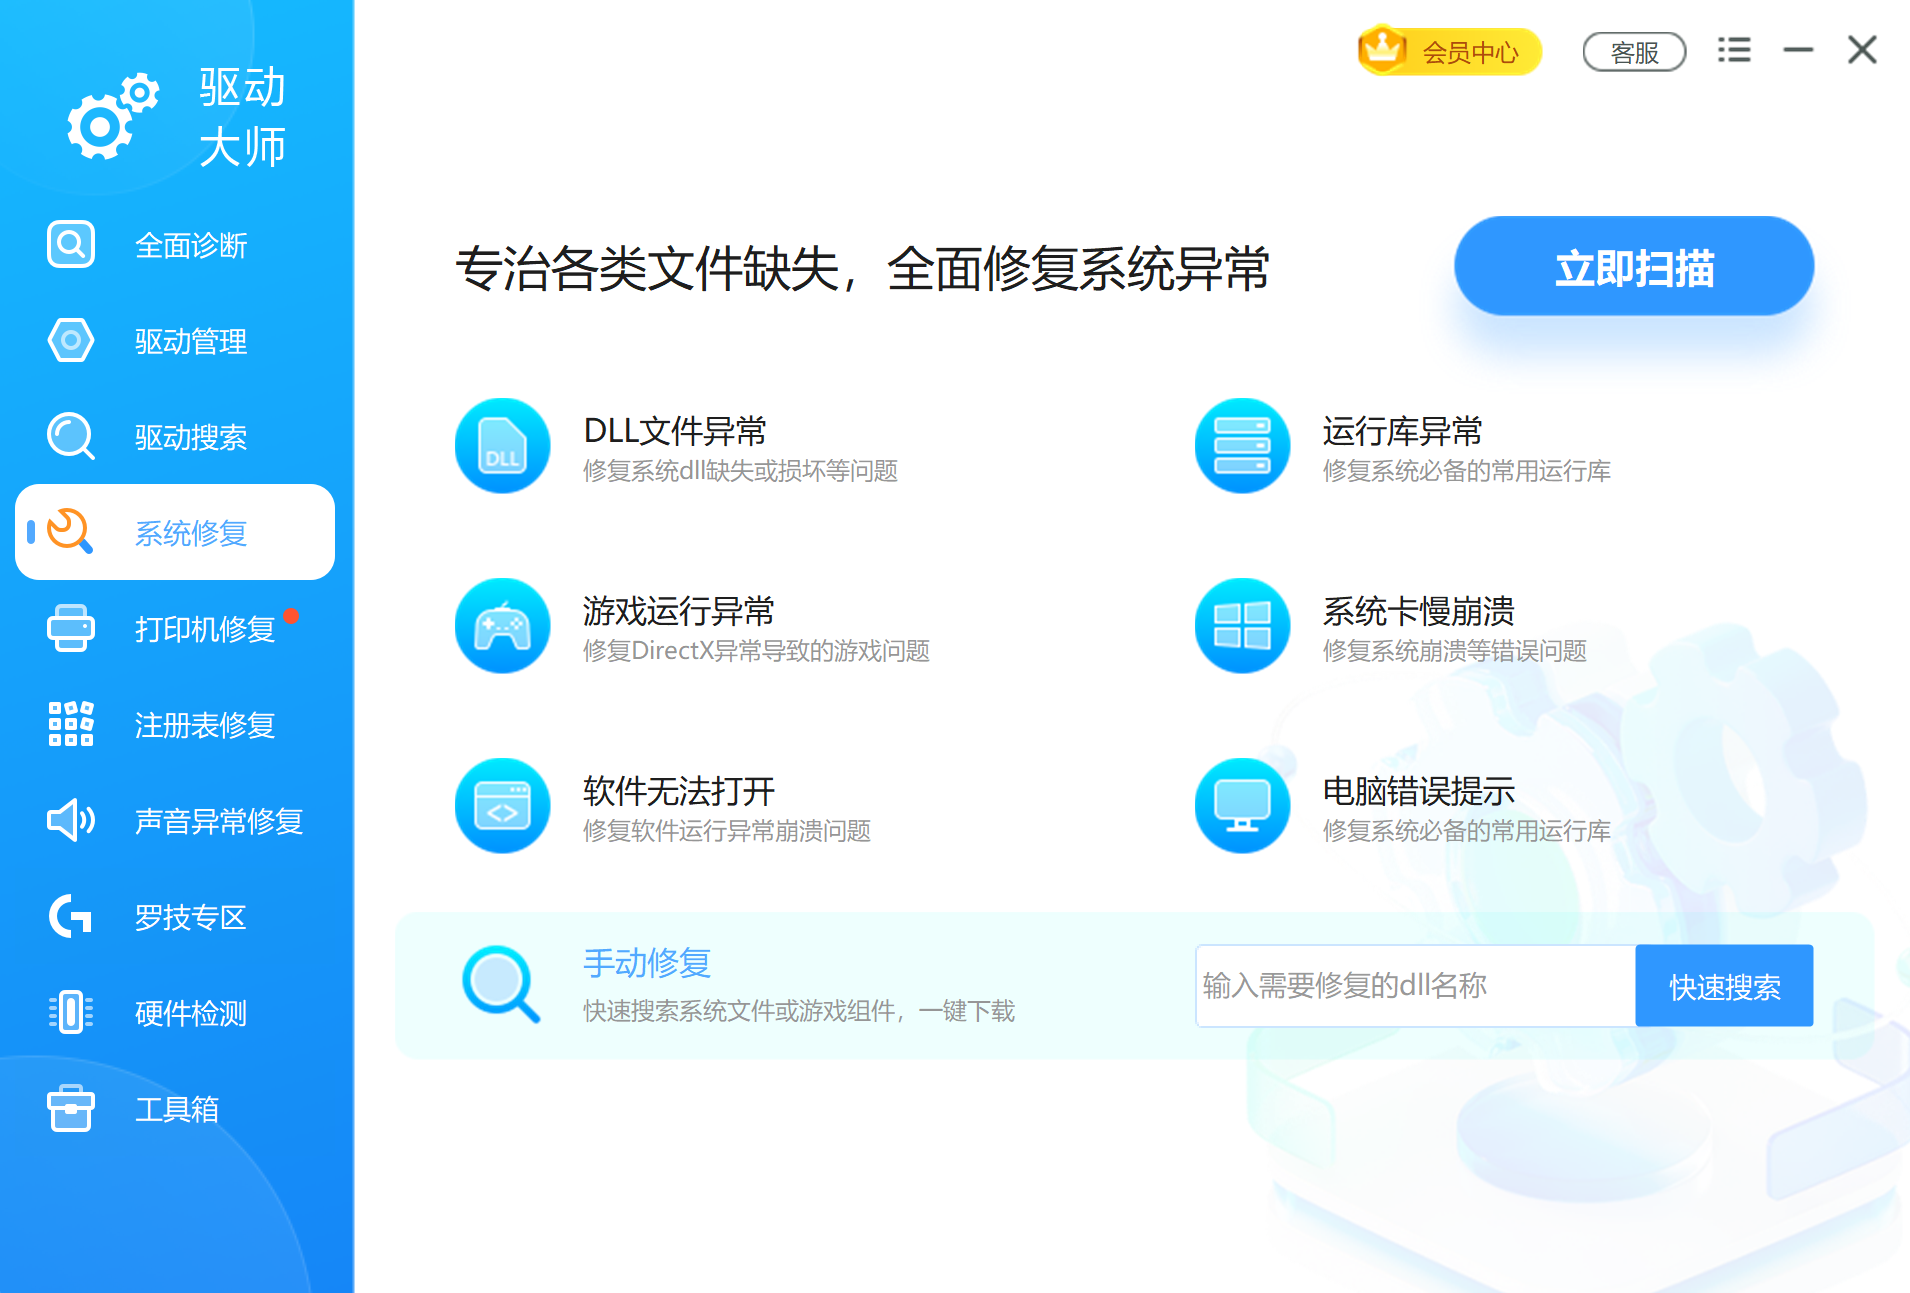 驱动
大师
会员中心
客服
全面诊断
驱动管理
驱动搜索
系统修复
打印机修复
注册表修复
声音异常修复
罗技专区
硬件检测
工具箱
专治各类文件缺失，全面修复系统异常
立即扫描
DLL
DLL文件异常
修复系统dll缺失或损坏等问题
运行库异常
修复系统必备的常用运行库
游戏运行异常
修复DirectX异常导致的游戏问题
系统卡慢崩溃
修复系统崩溃等错误问题
软件无法打开
修复软件运行异常崩溃问题
电脑错误提示
修复系统必备的常用运行库
手动修复
快速搜索系统文件或游戏组件，一键下载
输入需要修复的dll名称
快速搜索